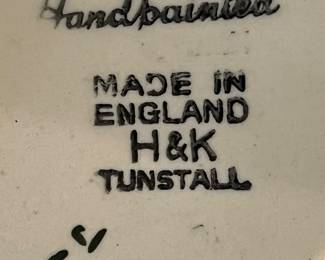 Handpainted
MADE IN
ENGLAND
H&K
TUNSTALL